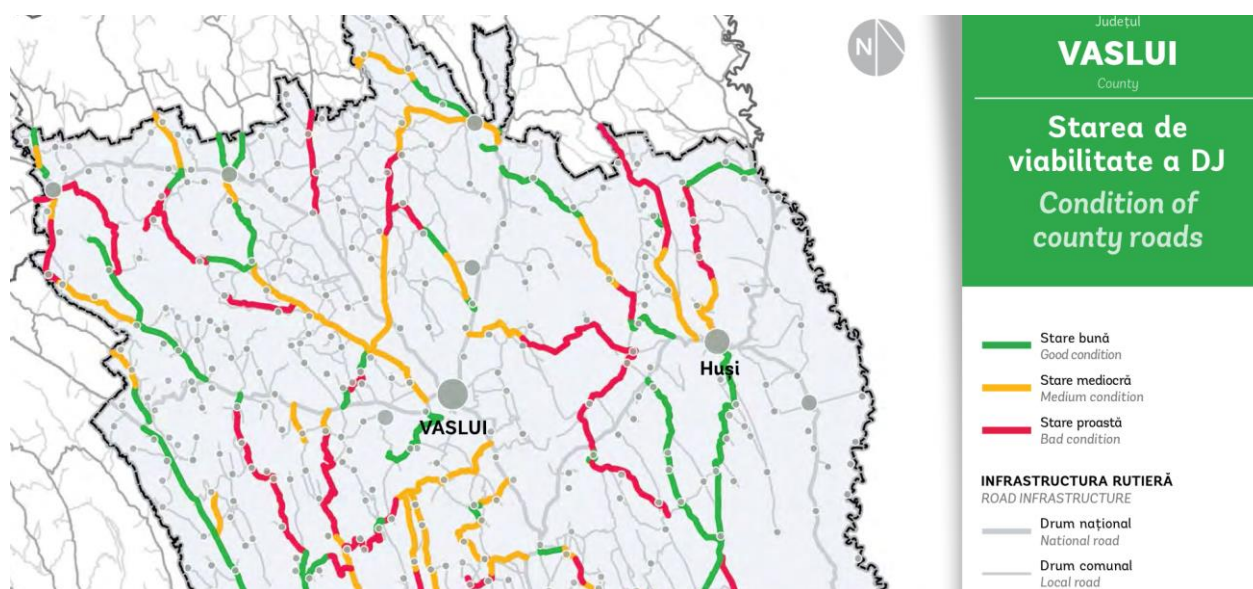 N
Județul
VASLUI
County
Starea de
viabilitate a DJ
Condition of
county roads
Stare bună
Good condition
Stare mediocră
Medium condition
Stare proastă
Bad condition
INFRASTRUCTURA RUTIERĂ
ROAD INFRASTRUCTURE
Drum național
National road
Drum comunal
Local road
Huși
VASLUI